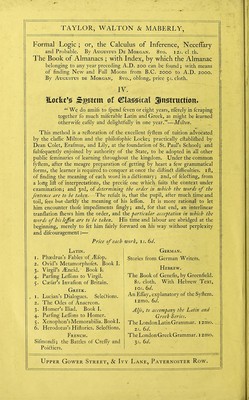 TAYLOR, WALTON & MABERLY,
Formal Logic; or, the Calculus of Inference, Necessary
and Probable. By Augustus De Morgan. 8vo. 12s. cl. lt.
The Book of Almanacs; with Index, by which the Almanac
belonging to any year preceding A.D. 200 can be found; with means
of finding New and Full Moons from B.C. 2000 to A.D. 2000.
By Augustus de Morgan. 8vo., oblong, price 5s. cloth.
IV.
Locke's System of Classical Instruction.
"We do amiss to spend seven or eight years, merely in scraping
together so much miserable Latin and Greek, as might be learned
otherwise easily and delightfully in one year."—Milton.
This method is a restoration of the excellent system of tuition advocated
by the classic Milton and the philosophic Locke; practically established by
Dean Colet, Erasmus, and Lily, at the foundation of St. Paul's School; and
subsequently enjoined by authority of the State, to be adopted in all other
public seminaries of learning throughout the kingdom. Under the common
system, after the meagre preparation of getting by heart a few grammatical
forms, the learner is required to conquer at once the difficult difficulties. 1st,
of finding the meaning of each word in a dictionary; and, of selecting, from
a long list of interpretations, the precise one which suits the context under
examination; and 3rd, of determining the order in which the words of the
sentence are to be taken. The result is, that the pupil, after much time and
toil, sees but darkly the meaning of his lesson. It is more rational to let
him encounter those impediments singly; and, for that end, an interlinear
translation shews him the order, and the particular acceptation in which the
words of his lesson are to be taken. His time and labour are abridged at the
beginning, merely to set him fairly forward on his way without perplexity
and discouragement:—
Price of each work, 2s. 6d.
Latin.
1. Phædrus's Fables of Æsop.
2. Ovid's Metamorphoses. Book I.
3. Virgil's Æneid. Book I.
4. Parsing Lessons to Virgil.
5. Cæsar's Invasion of Britain.
Greek.
1. Lucian's Dialogues. Selections.
2. The Odes of Anacreon.
3. Homer's Iliad. Book I.
4. Parsing Lessons to Homer.
5. Xenophon's Memorabilia. Book I.
6. Herodotus's Histories. Selections.
French.
Sismondi; the Battles of Cressy and
Poictiers.
German.
Stories from German Writers.
Hebrew.
The Book of Genesis, by Greenfield.
8s. cloth. With Hebrew Text,
10s. 6d.
An Essay, explanatory of the System.
12mo. 6d.
Also, to accompany the Latin and
Greek Series.
The London Latin Grammar. 12mo.
2s. 6d.
The London Greek Grammar. 12mo.
3s. 6d.
Upper Gower Street, & Ivy Lane, Paternoster Row.